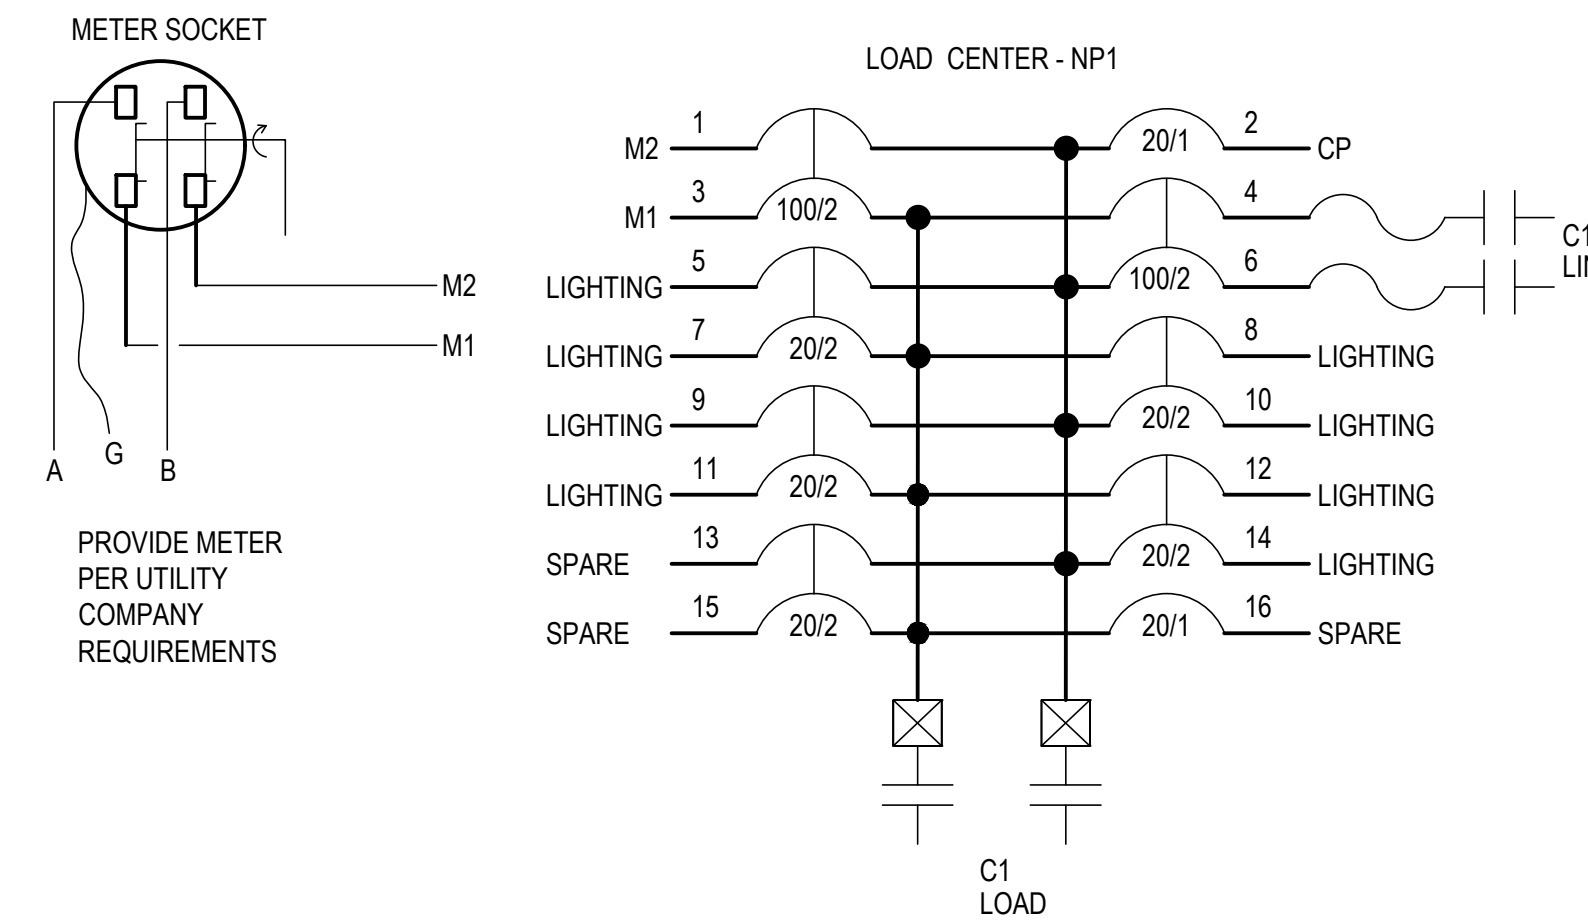 METER SOCKET
A
G
B
M2
M1
PROVIDE METER
PER UTILITY
COMPANY
REQUIREMENTS
LOAD CENTER - NP1
M2 1 20/1 2 CP
M1 3 100/2 4
LIGHTING 5 100/2 6
C1
LIGHTING 7 20/2 8 LIGHTING
LIGHTING 9 20/2 10 LIGHTING
LIGHTING 11 20/2 12 LIGHTING
SPARE 13 20/2 14 LIGHTING
SPARE 15 20/2 20/1 16 SPARE
C1
LOAD